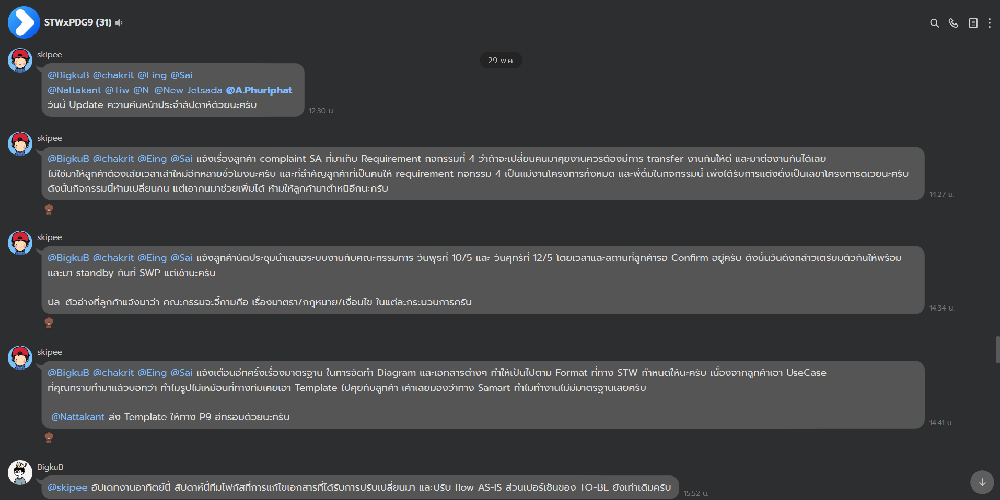 STWxPDG9 (31)
skipee
29 พ.ค.
@BigkuB @chakrit @Eing @Sai
@Nattakant @Tiw @N. @New Jetsada @A.Phuriphat
วันนี้ Update ความคืบหน้าประจำสัปดาห์ด้วยนะครับ
12.30 น.
skipee
@BigkuB @chakrit @Eing @Sai แจ้งเรื่องลูกค้า complaint SA ที่มาเก็บ Requirement กิจกรรมที่ 4 ว่าถ้าจะเปลี่ยนคนมาคุยงานควรต้องมีการ transfer งานกันให้ดี และมาต่องานกันได้เลย
ไม่ใช่มาให้ลูกค้าต้องเสียเวลาเล่าใหม่อีกหลายชั่วโมงนะครับ และที่สำคัญลูกค้าที่เป็นคนให้ requirement กิจกรรม 4 เป็นแม่งานโครงการทั้งหมด และพี่ตั้มในกิจกรรมนี้ เพิ่งได้รับการแต่งตั้งเป็นเลขาโครงการดเวยนะครับ
ดังนั้นกิจกรรมนี้ห้ามเปลี่ยนคน แต่เอาคนมาช่วยเพิ่มได้ ห้ามให้ลูกค้ามาตำหนิอีกนะครับ
14.27 น.
skipee
@BigkuB @chakrit @Eing @Sai แจ้งลูกค้านัดประชุมนำเสนอระบบงานกับคณะกรรมการ วันพุธที่ 10/5 และ วันศุกร์ที่ 12/5 โดยเวลาและสถานที่ลูกค้ารอ Confirm อยู่ครับ ดังนั้นวันดังกล่าวเตรียมตัวกันให้พร้อม
และมา standby กันที่ SWP แต่เช้านะครับ
ปล. ตัวอ่างที่ลูกค้าแจ้งมาว่า คณะกรรมจะจี้ถามคือ เรื่องมาตรา/กฏหมาย/เงื่อนไข ในแต่ละกระบวนการครับ
14.34 น.
skipee
@BigkuB @chakrit @Eing @Sai แจ้งเตือนอีกครั้งเรื่องมาตรฐาน ในการจัดทำ Diagram และเอกสารต่างๆ ทำให้เป็นไปตาม Format ที่ทาง STW กำหนดให้นะครับ เนื่องจากลูกค้าเอา UseCase
ที่คุณทรายทำมาแล้วบอกว่า ทำไมรูปไม่เหมือนที่ทางทีมเคยเอา Template ไปคุยกับลูกค้า เค้าเลยมองว่าทาง Samart ทำไมทำงานไม่มีมาตรฐานเลยครับ
@Nattakant ส่ง Template ให้ทาง P9 อีกรอบด้วยนะครับ
14.41 น.
BigkuB
@skipee อัปเดทงานอาทิตย์นี้ สัปดาห์นี้ทีมโฟกัสที่การแก้ไขเอกสารที่ได้รับการปรับเปลี่ยนมา และปรับ flow AS-IS ส่วนเปอร์เซ็นของ TO-BE ยังเท่าเดิมครับ
15.52 น.